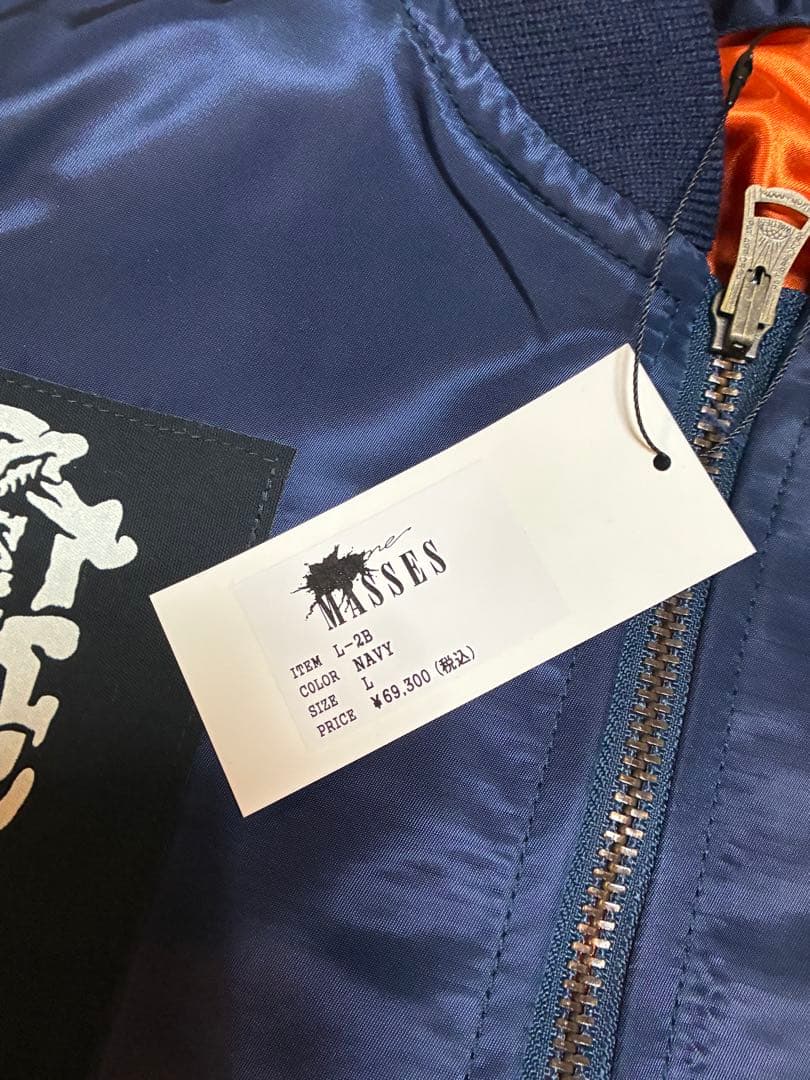 MASSES
ITEM L-2B
COLOR NAVY
SIZE L
PRICE ¥69,300 (税込)